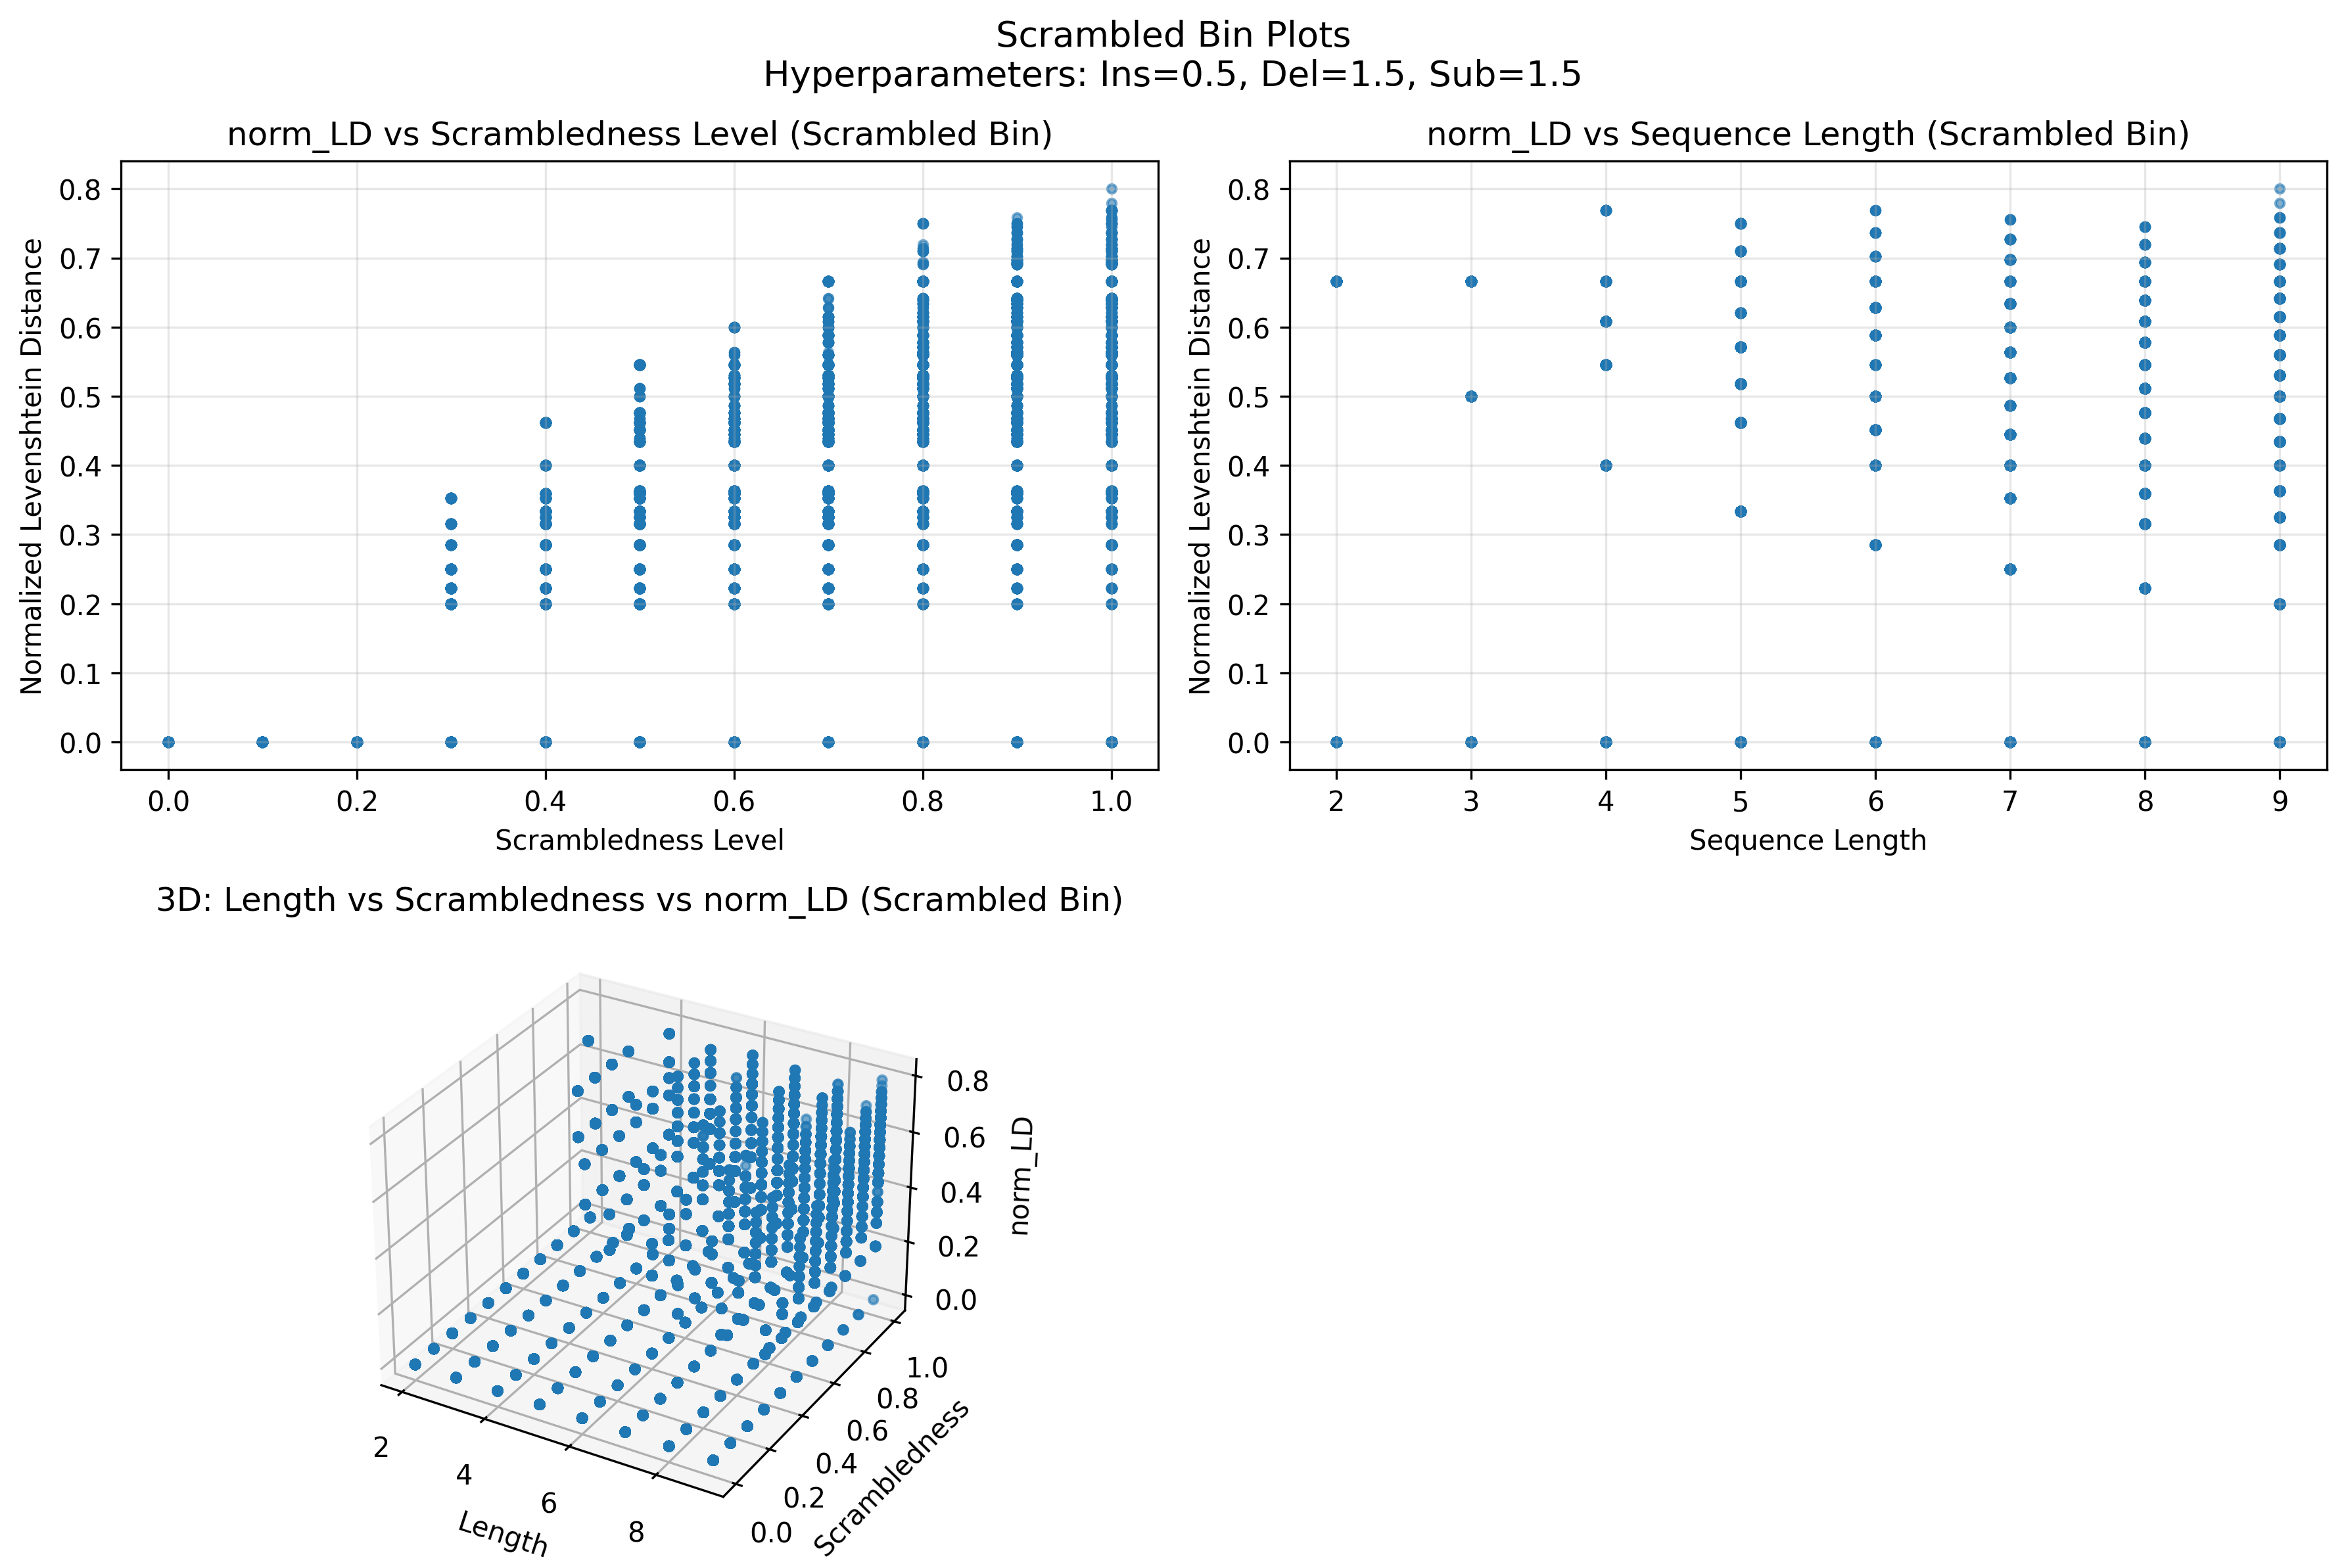 Scrambled Bin Plots
Hyperparameters: Ins=0.5, Del=1.5, Sub=1.5
norm_LD vs Scrambledness Level (Scrambled Bin)
0.8
0.7
0.6
0.5
0.4
0.3
0.2
0.1
0.0
Normalized Levenshtein Distance
0.0 0.2 0.4 0.6 0.8 1.0
Scrambledness Level
norm_LD vs Sequence Length (Scrambled Bin)
0.8
0.7
0.6
0.5
0.4
0.3
0.2
0.1
0.0
Normalized Levenshtein Distance
2 3 4 5 6 7 8 9
Sequence Length
3D: Length vs Scrambledness vs norm_LD (Scrambled Bin)
0.8
0.6
0.4
0.2
0.0
norm_LD
2 4 6 8
Length
0.0 0.2 0.4 0.6 0.8 1.0
Scrambledness